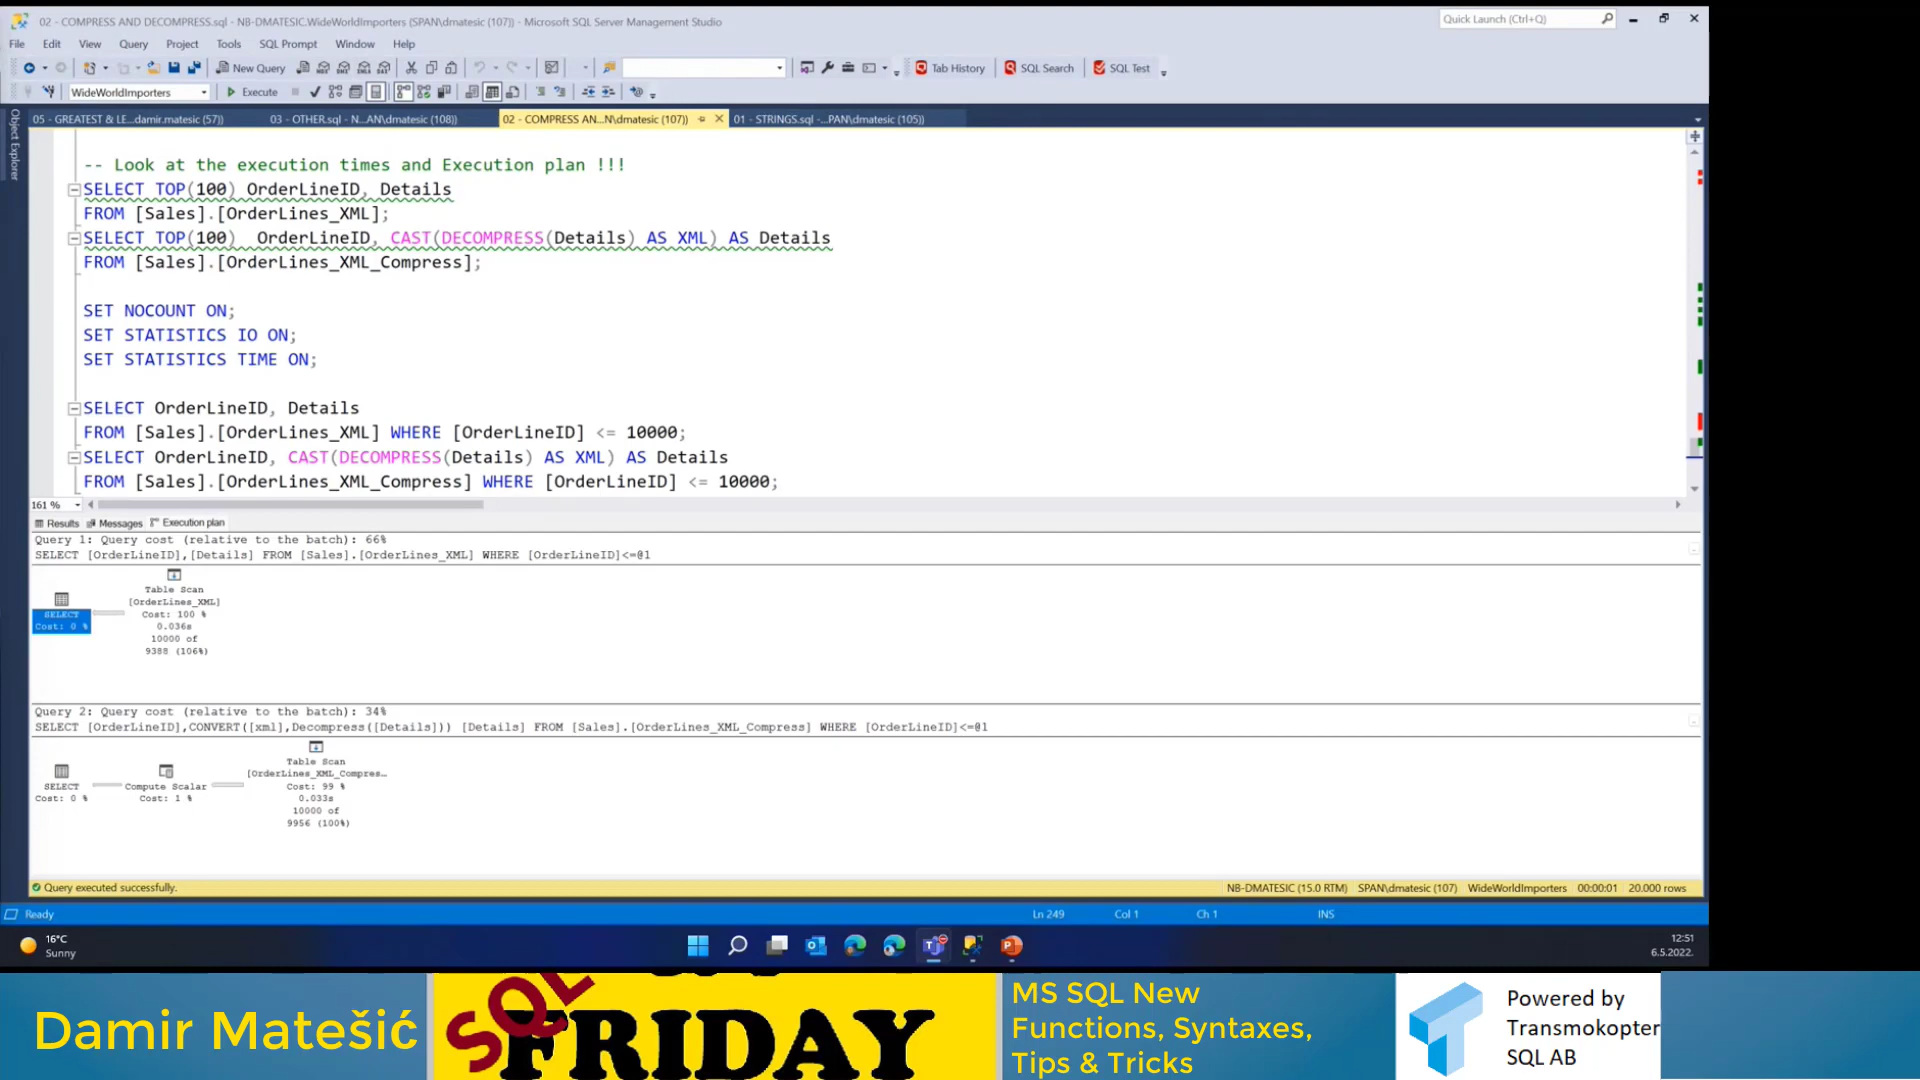 02 - COMPRESS AND DECOMPRESS.sql - NB-DMATESIC.WideWorldImporters (SPAN\dmatesic (107)) - Microsoft SQL Server Management Studio
Quick Launch (Ctrl+Q)
File Edit View Query Project Tools SQL Prompt Window Help
New Query
Tab History SQL Search SQL Test
WideWorldImporters Execute
Object Explorer
05 - GREATEST & LE...damir.matesic (57)) 03 - OTHER.sql - N...AN\dmatesic (108)) 02 - COMPRESS AN...N\dmatesic (107)) 01 - STRINGS.sql -...PAN\dmatesic (105))
-- Look at the execution times and Execution plan !!!
SELECT TOP(100) OrderLineID, Details
FROM [Sales].[OrderLines_XML];
SELECT TOP(100)  OrderLineID, CAST(DECOMPRESS(Details) AS XML) AS Details
FROM [Sales].[OrderLines_XML_Compress];
SET NOCOUNT ON;
SET STATISTICS IO ON;
SET STATISTICS TIME ON;
SELECT OrderLineID, Details
FROM [Sales].[OrderLines_XML] WHERE [OrderLineID] <= 10000;
SELECT OrderLineID, CAST(DECOMPRESS(Details) AS XML) AS Details
FROM [Sales].[OrderLines_XML_Compress] WHERE [OrderLineID] <= 10000;
161 %
Results Messages Execution plan
Query 1: Query cost (relative to the batch): 66%
SELECT [OrderLineID],[Details] FROM [Sales].[OrderLines_XML] WHERE [OrderLineID]<=@1
SELECT
Cost: 0 %
Table Scan
[OrderLines_XML]
Cost: 100 %
0.036s
10000 of
9388 (106%)
Query 2: Query cost (relative to the batch): 34%
SELECT [OrderLineID],CONVERT([xml],Decompress([Details])) [Details] FROM [Sales].[OrderLines_XML_Compress] WHERE [OrderLineID]<=@1
SELECT
Cost: 0 %
Compute Scalar
Cost: 1 %
Table Scan
[OrderLines_XML_Compres...
Cost: 99 %
0.033s
10000 of
9956 (100%)
Query executed successfully. NB-DMATESIC (15.0 RTM) SPAN\dmatesic (107) WideWorldImporters 00:00:01 20.000 rows
Ready Ln 249 Col 1 Ch 1 INS
16°C
Sunny
12:51
6.5.2022.
Damir Matešić
SQL
FRIDAY
MS SQL New
Functions, Syntaxes,
Tips & Tricks
Powered by
Transmokopter
SQL AB